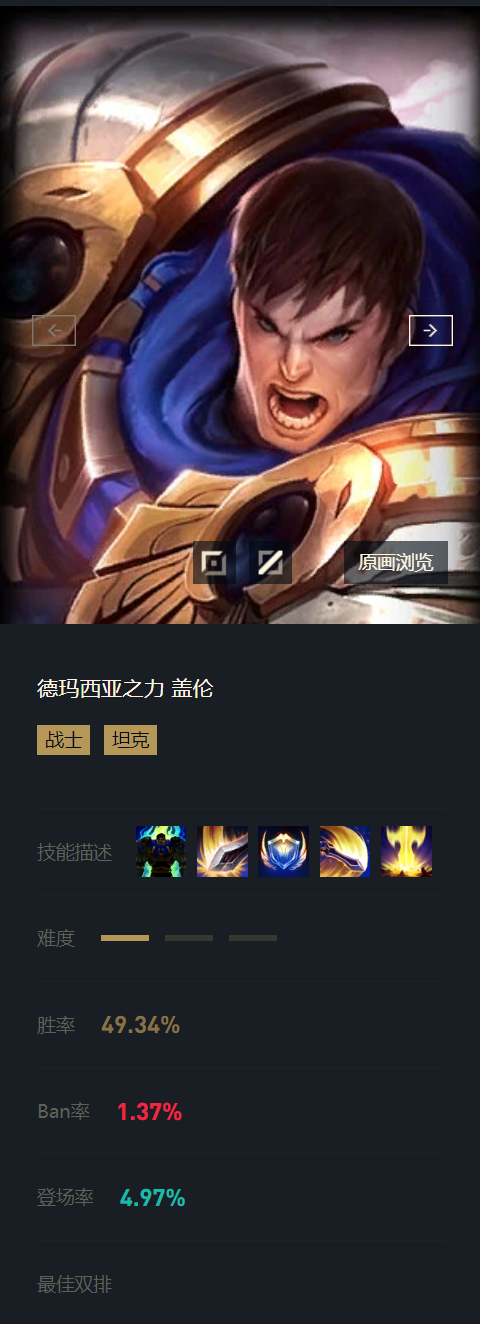 原画浏览
德玛西亚之力 盖伦
战士 坦克
技能描述
难度
胜率 49.34%
Ban率 1.37%
登场率 4.97%
最佳双排